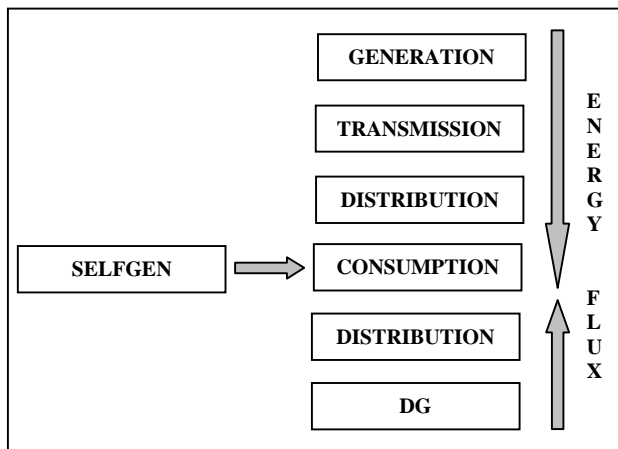 GENERATION
TRANSMISSION
DISTRIBUTION
SELFGEN
CONSUMPTION
DISTRIBUTION
DG
E
N
E
R
G
Y
F
L
U
X